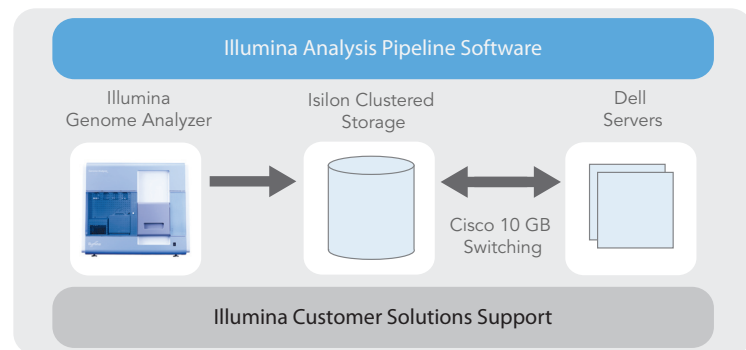 Illumina Analysis Pipeline Software
Illumina
Genome Analyzer
Isilon Clustered
Storage
Dell
Servers
Cisco 10 GB
Switching
Illumina Customer Solutions Support